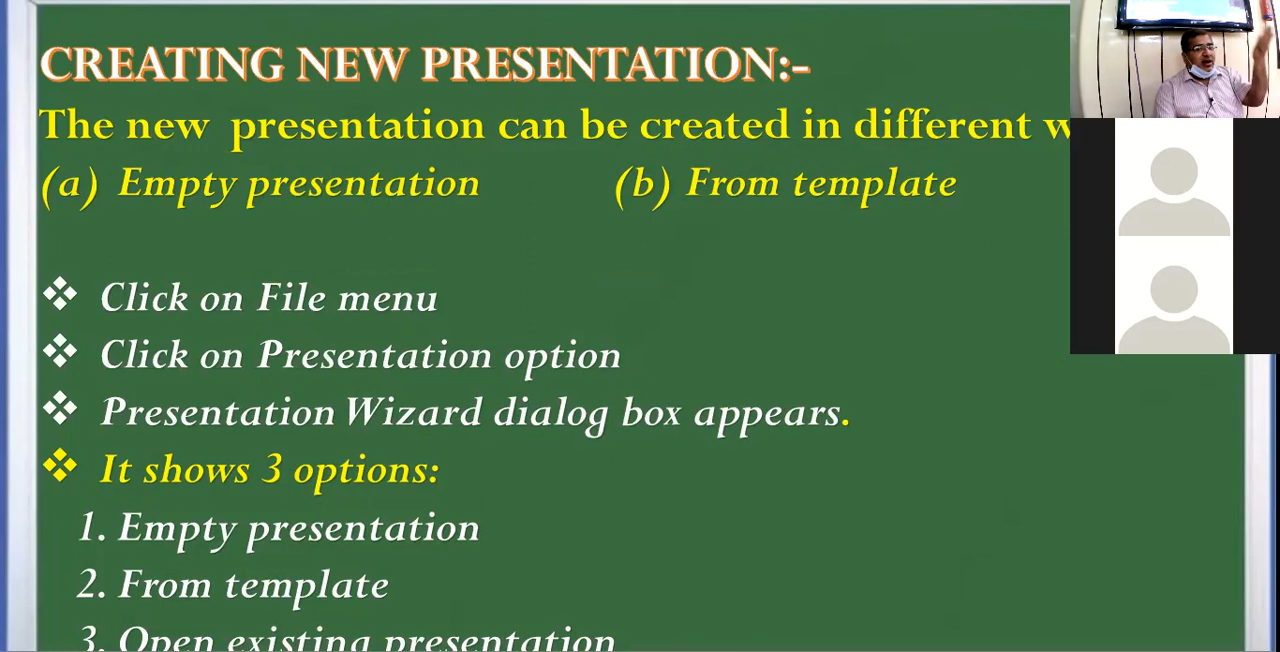 CREATING NEW PRESENTATION:-
The new presentation can be created in different
(a) Empty presentation (b) From template
❖ Click on File menu
❖ Click on Presentation option
❖ Presentation Wizard dialog box appears.
❖ It shows 3 options:
1. Empty presentation
2. From template
3. Open existing presentation